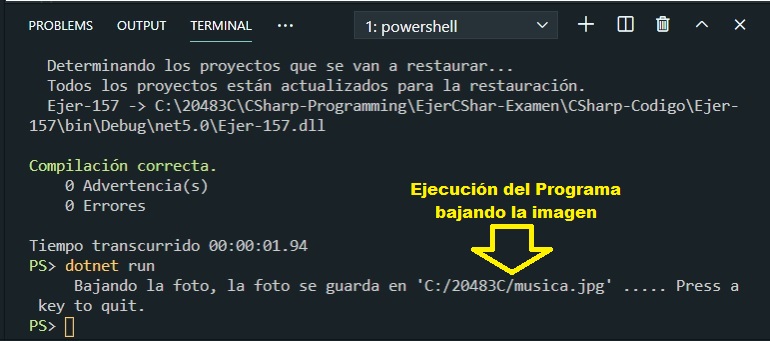 PROBLEMS OUTPUT TERMINAL ... 1: powershell
Determinando los proyectos que se van a restaurar...
Todos los proyectos están actualizados para la restauración.
Ejer-157 -> C:\20483C\CSharp-Programming\EjerCShar-Examen\CSharp-Codigo\Ejer-
157\bin\Debug\net5.0\Ejer-157.dll
Compilación correcta.
0 Advertencia(s)
0 Errores
Ejecución del Programa
bajando la imagen
Tiempo transcurrido 00:00:01.94
PS> dotnet run
Bajando la foto, la foto se guarda en 'C:/20483C/musica.jpg' ..... Press a
key to quit.
PS>